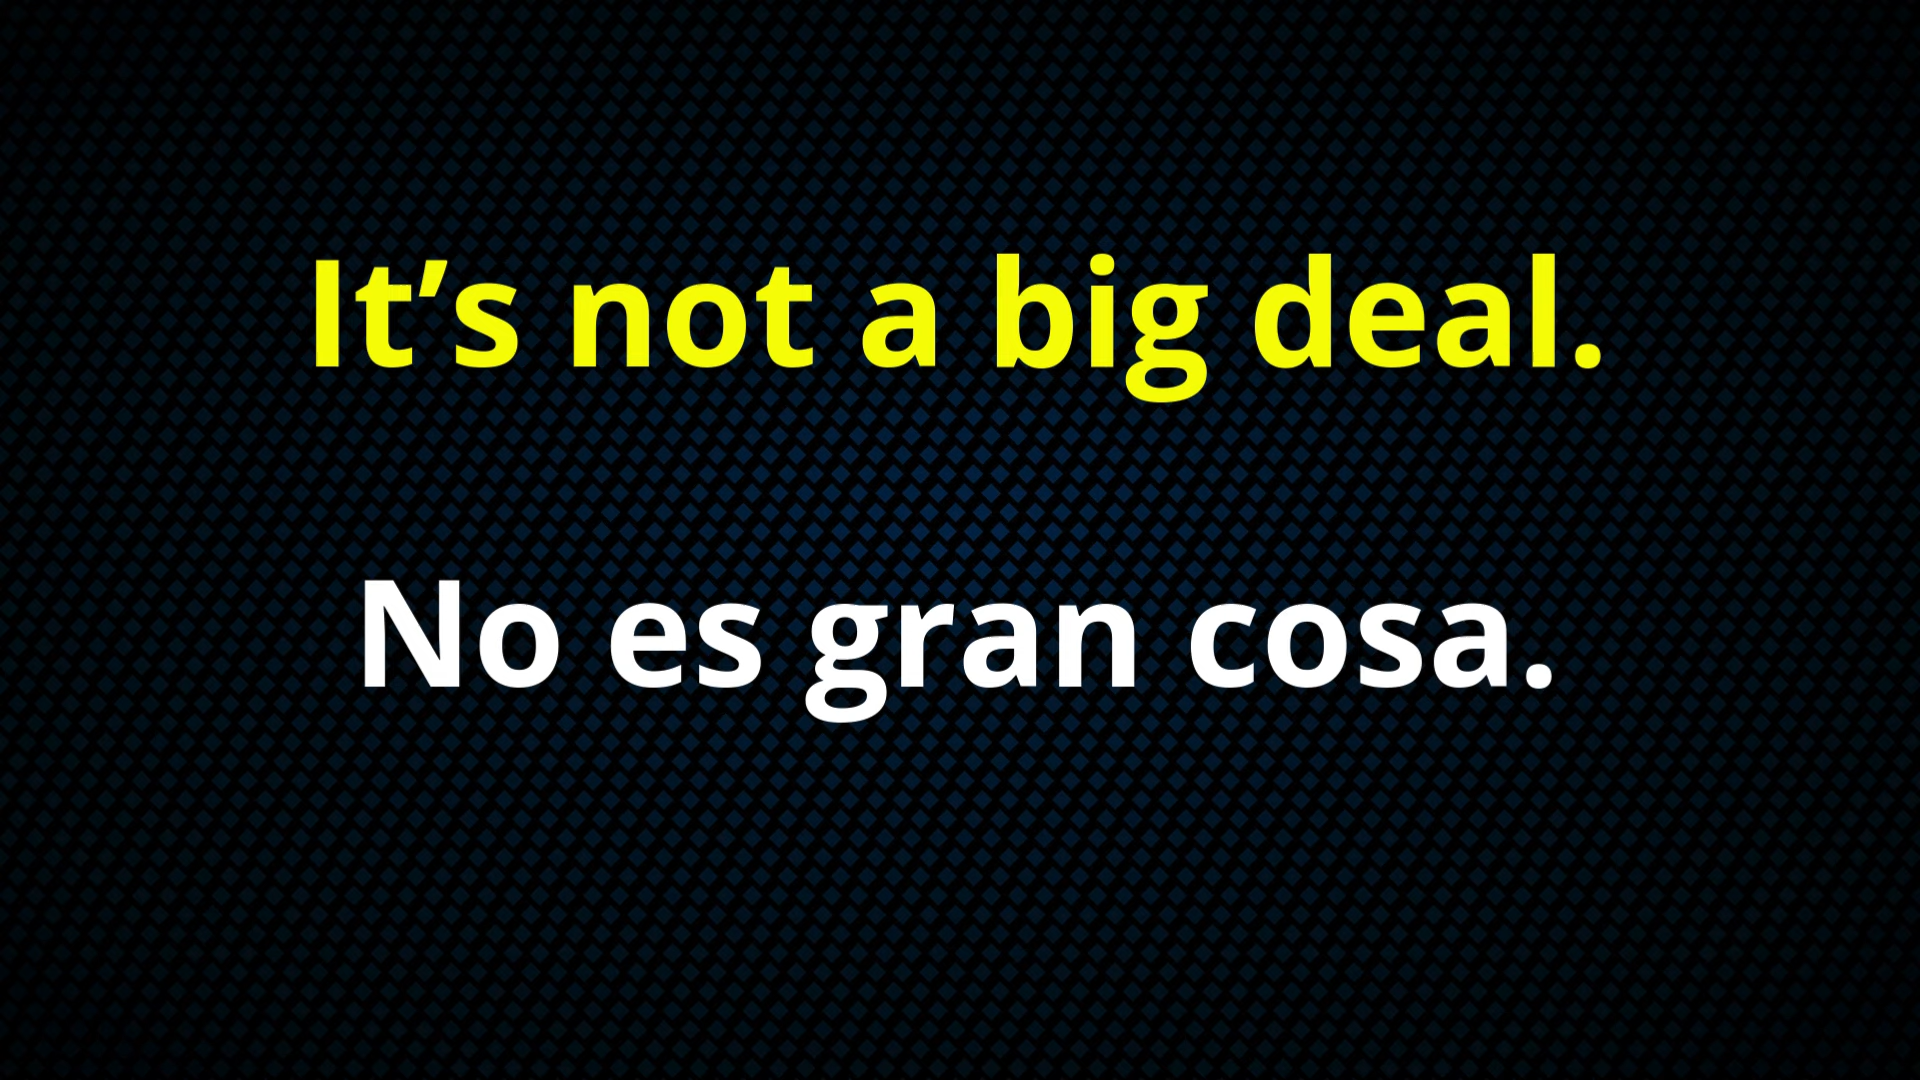 It’s not a big deal.
No es gran cosa.